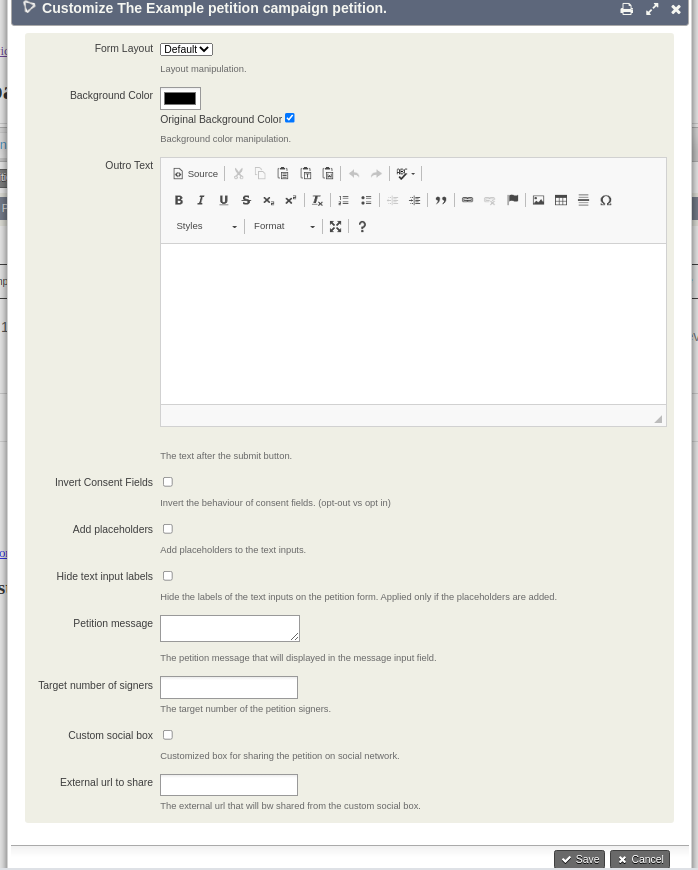 Customize The Example petition campaign petition.
Form Layout
Default
Layout manipulation.
Background Color
Original Background Color
Background color manipulation.
Outro Text
Source
Styles
Format
The text after the submit button.
Invert Consent Fields
Invert the behaviour of consent fields. (opt-out vs opt in)
Add placeholders
Add placeholders to the text inputs.
Hide text input labels
Hide the labels of the text inputs on the petition form. Applied only if the placeholders are added.
Petition message
The petition message that will displayed in the message input field.
Target number of signers
The target number of the petition signers.
Custom social box
Customized box for sharing the petition on social network.
External url to share
The external url that will bw shared from the custom social box.
Save
Cancel